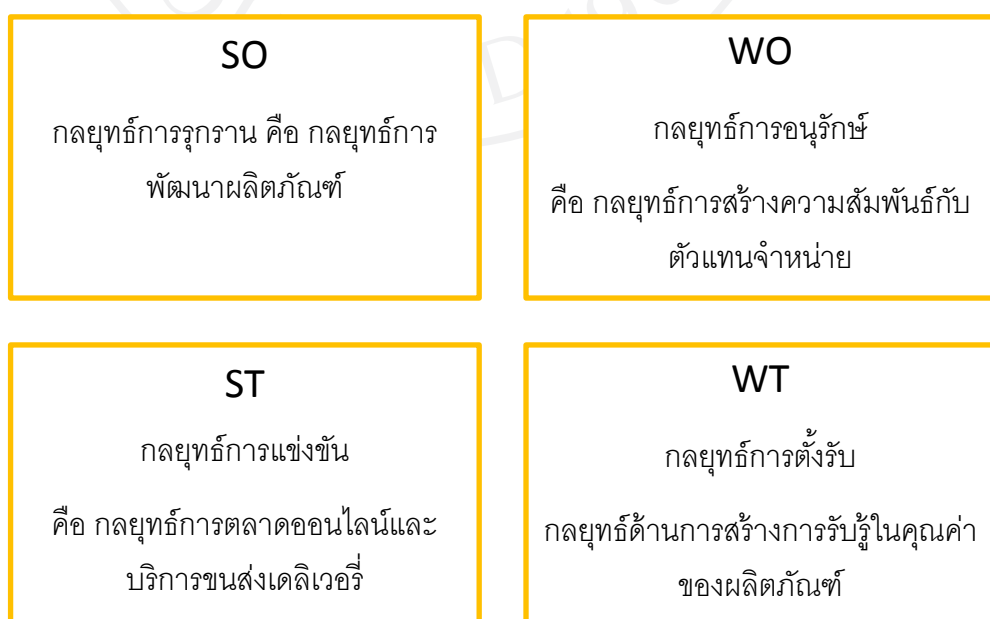 SO
กลยุทธ์การรุกราน คือ กลยุทธ์การ
พัฒนาผลิตภัณฑ์
WO
กลยุทธ์การอนุรักษ์
คือ กลยุทธ์การสร้างความสัมพันธ์กับ
ตัวแทนจำหน่าย
ST
กลยุทธ์การแข่งขัน
คือ กลยุทธ์การตลาดออนไลน์และ
บริการขนส่งเดลิเวอรี่
WT
กลยุทธ์การตั้งรับ
กลยุทธ์ด้านการสร้างการรับรู้ในคุณค่า
ของผลิตภัณฑ์